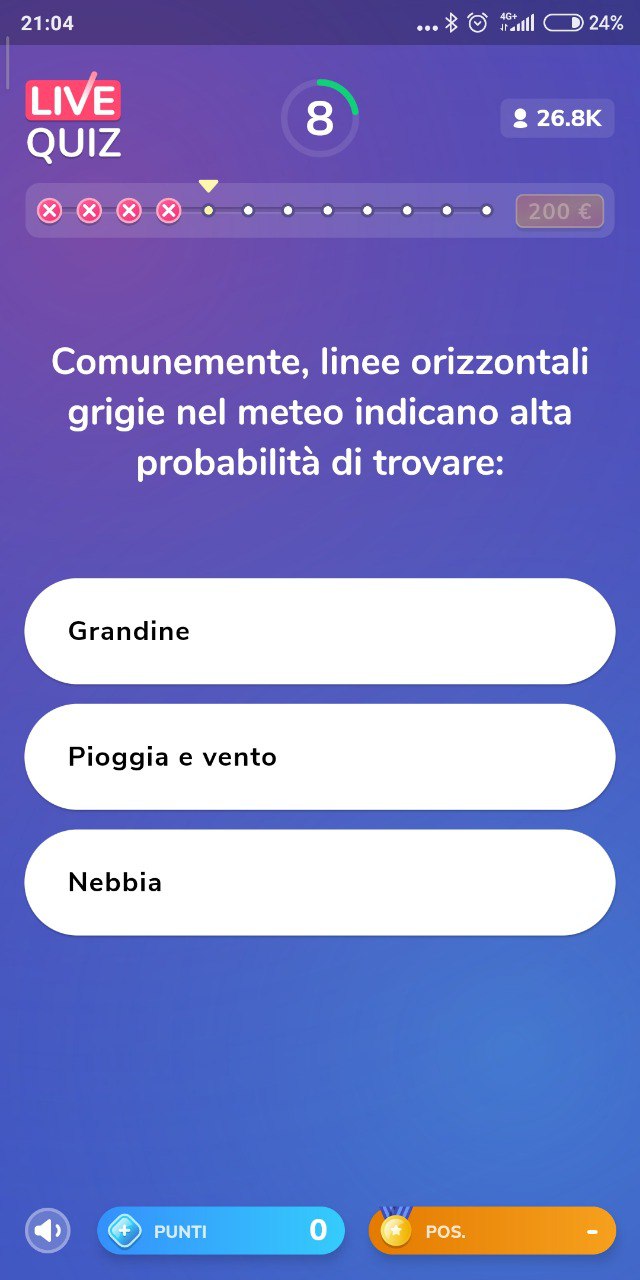 21:04
4G+
24%
LIVE
QUIZ
8
26.8K
200 €
Comunemente, linee orizzontali
grigie nel meteo indicano alta
probabilità di trovare:
Grandine
Pioggia e vento
Nebbia
PUNTI
0
POS.
-